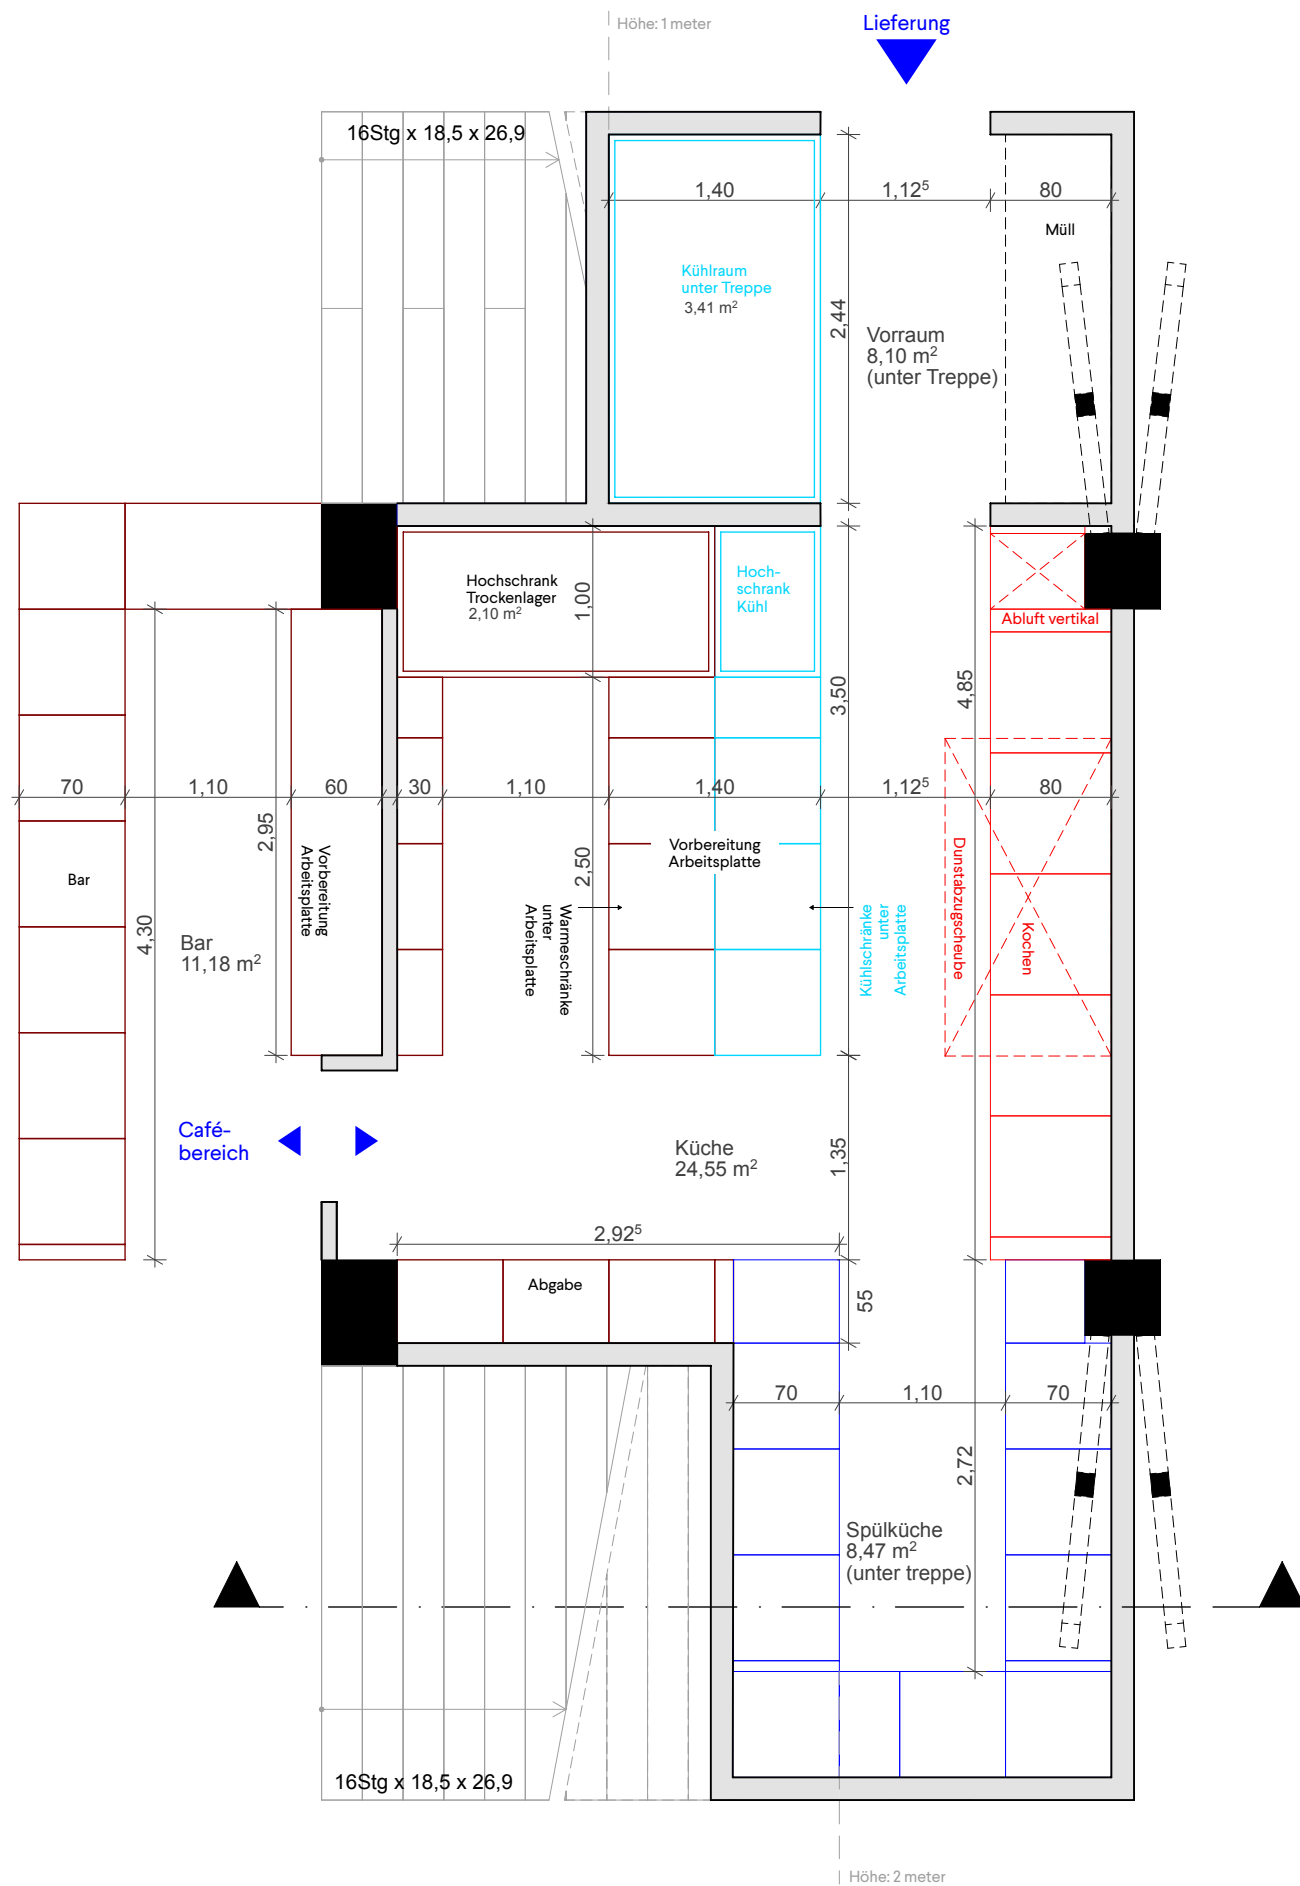 Lieferung
Höhe: 1 meter
16Stg x 18,5 x 26,9
1,40
1,12⁵
80
Müll
Kühlraum
unter Treppe
3,41 m²
2,44
Vorraum
8,10 m²
(unter Treppe)
Hochschrank
Trockenlager
2,10 m²
1,00
Hoch-
schrank
Kühl
Abluft vertikal
3,50
4,85
70
1,10
60
30
1,10
1,40
1,12⁵
80
2,95
Vorbereitung
Arbeitsplatte
2,50
Vorbereitung
Arbeitsplatte
Bar
4,30
Bar
11,18 m²
Warmeschränke
unter
Arbeitsplatte
Kühlschränke
unter
Arbeitsplatte
Dunstabzugscheube
Kochen
Café-
bereich
Küche
24,55 m²
1,35
2,92⁵
Abgabe
55
70
1,10
70
2,72
Spülküche
8,47 m²
(unter treppe)
16Stg x 18,5 x 26,9
Höhe: 2 meter